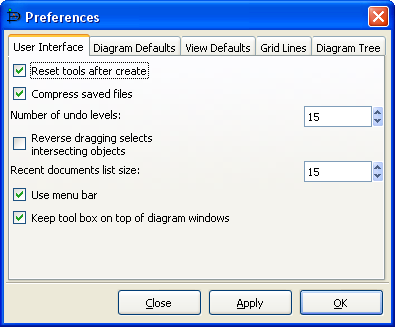 Preferences
User Interface Diagram Defaults View Defaults Grid Lines Diagram Tree
Reset tools after create
Compress saved files
Number of undo levels: 15
Reverse dragging selects
intersecting objects
Recent documents list size: 15
Use menu bar
Keep tool box on top of diagram windows
Close Apply OK